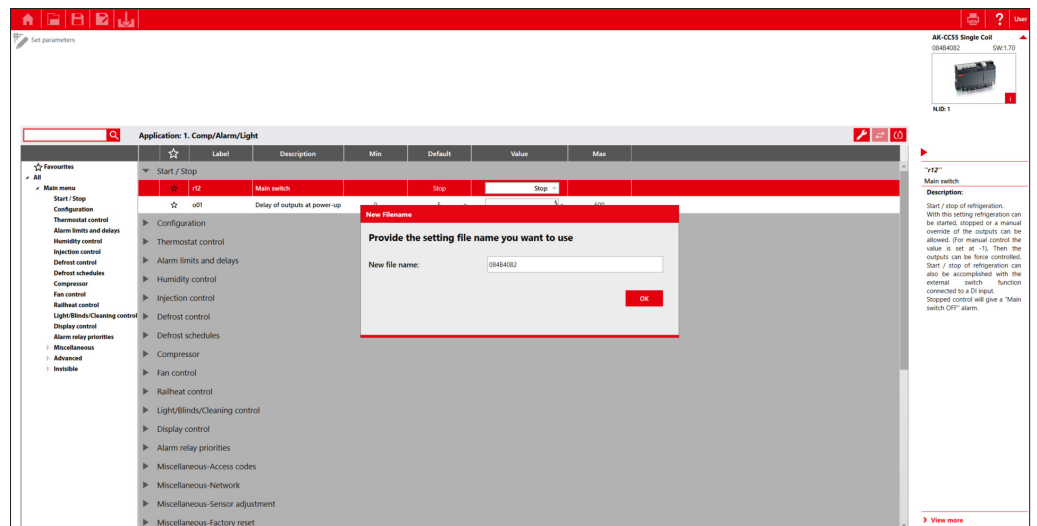 ? User
Set parameters
AK-CC55 Single Coil
084B4082 SW:1.70
i
N.ID: 1
Application: 1. Comp/Alarm/Light
Label Description Min Default Value Max
Favourites
All
Main menu
Start / Stop
Configuration
Thermostat control
Alarm limits and delays
Humidity control
Injection control
Defrost control
Defrost schedules
Compressor
Fan control
Railheat control
Light/Blinds/Cleaning control
Display control
Alarm relay priorities
Miscellaneous
Advanced
Invisible
Start / Stop
r12 Main switch Stop Stop
o01 Delay of outputs at power-up 0 5 5 600
Configuration
Thermostat control
Alarm limits and delays
Humidity control
Injection control
Defrost control
Defrost schedules
Compressor
Fan control
Railheat control
Light/Blinds/Cleaning control
Display control
Alarm relay priorities
Miscellaneous-Access codes
Miscellaneous-Network
Miscellaneous-Sensor adjustment
Miscellaneous-Factory reset
New Filename
Provide the setting file name you want to use
New file name: 084B4082
OK
"r12"
Main switch
Description:
Start / stop of refrigeration.
With this setting refrigeration can
be started, stopped or a manual
override of the outputs can be
allowed. (For manual control the
value is set at -1). Then the
outputs can be force controlled.
Start / stop of refrigeration can
also be accomplished with the
external switch function
connected to a DI input.
Stopped control will give a "Main
switch OFF" alarm.
View more